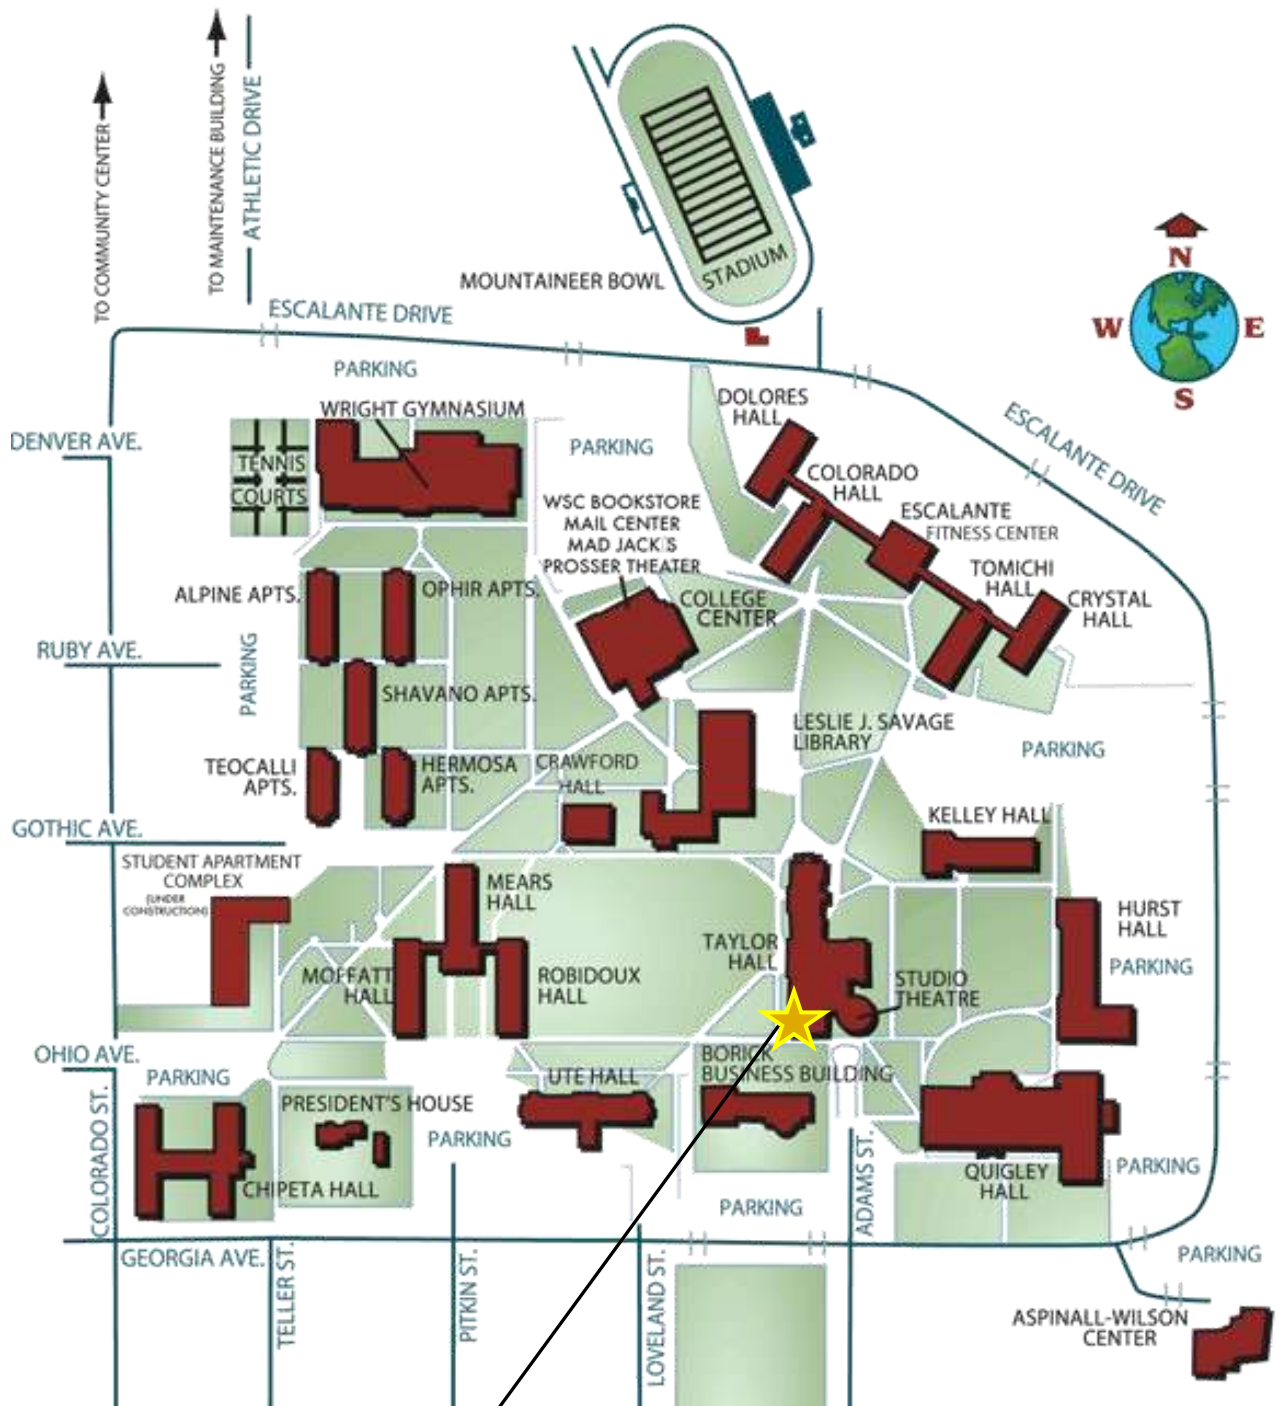 TO COMMUNITY CENTER
TO MAINTENANCE BUILDING
ATHLETIC DRIVE
STADIUM
MOUNTAINEER BOWL
N
W E
S
ESCALANTE DRIVE
PARKING
WRIGHT GYMNASIUM
DOLORES
HALL
ESCALANTE DRIVE
DENVER AVE.
TENNIS
COURTS
PARKING
COLORADO
HALL
WSC BOOKSTORE
MAIL CENTER
MAD JACK'S
PROSSER THEATER
ESCALANTE
FITNESS CENTER
TOMICHI
HALL
CRYSTAL
HALL
ALPINE APTS.
OPHIR APTS.
COLLEGE
CENTER
RUBY AVE.
PARKING
SHAVANO APTS.
LESLIE J. SAVAGE
LIBRARY
PARKING
TEOCALLI
APTS.
HERMOSA
APTS.
CRAWFORD
HALL
GOTHIC AVE.
KELLEY HALL
STUDENT APARTMENT
COMPLEX
(UNDER
CONSTRUCTION)
MEARS
HALL
HURST
HALL
TAYLOR
HALL
PARKING
MOFFATT
HALL
ROBIDOUX
HALL
STUDIO
THEATRE
OHIO AVE.
PARKING
BORICK
BUSINESS BUILDING
UTE HALL
PRESIDENT'S HOUSE
PARKING
COLORADO ST.
CHIPETA HALL
PARKING
ADAMS ST.
QUIGLEY
HALL
PARKING
GEORGIA AVE.
TELLER ST.
PITKIN ST.
LOVELAND ST.
PARKING
ASPINALL-WILSON
CENTER